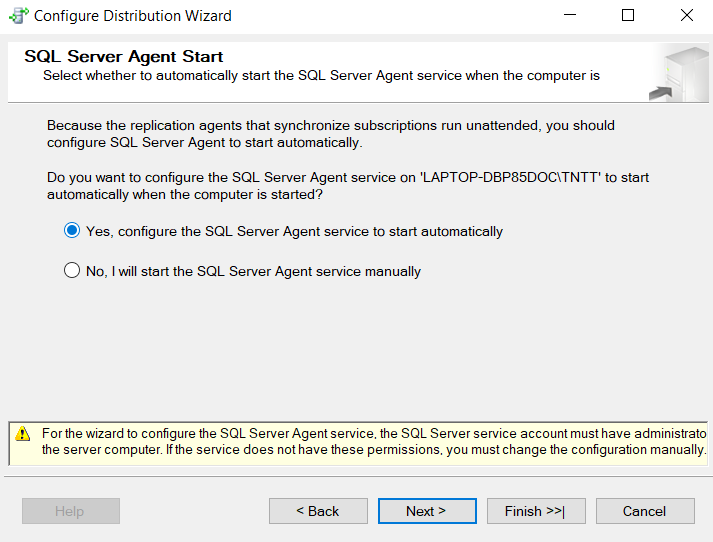 Configure Distribution Wizard
SQL Server Agent Start
Select whether to automatically start the SQL Server Agent service when the computer is
Because the replication agents that synchronize subscriptions run unattended, you should
configure SQL Server Agent to start automatically.
Do you want to configure the SQL Server Agent service on 'LAPTOP-DBP85DOC\TNTT' to start
automatically when the computer is started?
Yes, configure the SQL Server Agent service to start automatically
No, I will start the SQL Server Agent service manually
For the wizard to configure the SQL Server Agent service, the SQL Server service account must have administrato
the server computer. If the service does not have these permissions, you must change the configuration manually.
Help
< Back
Next >
Finish >>|
Cancel